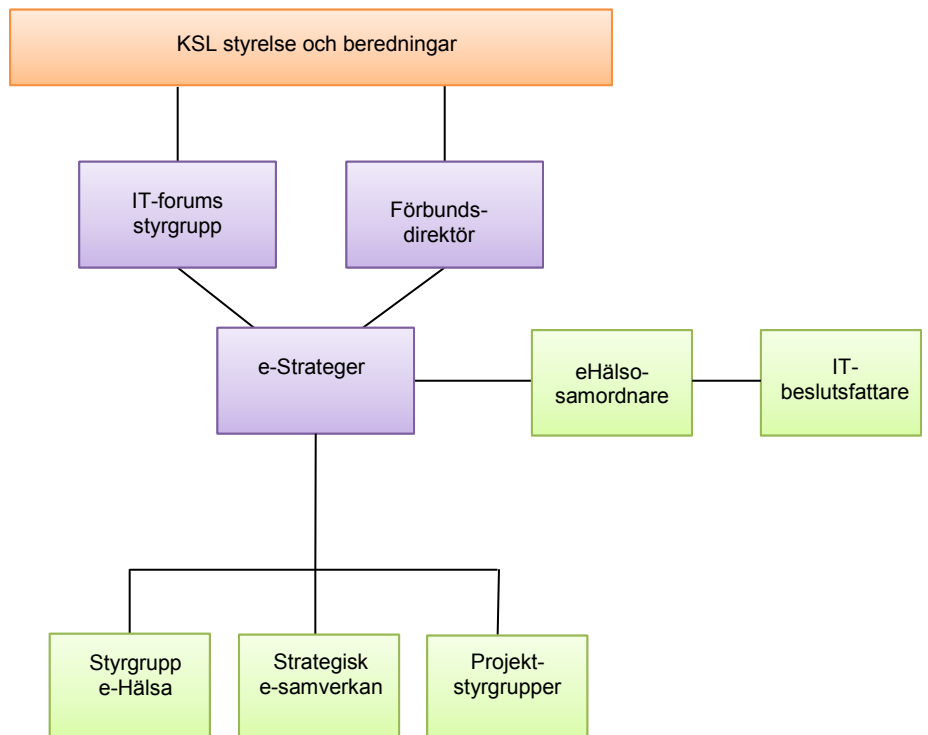 KSL styrelse och beredningar
IT-forums
styrgrupp
Förbunds-
direktör
e-Strateger
eHälso-
samordnare
IT-
beslutsfattare
Styrgrupp
e-Hälsa
Strategisk
e-samverkan
Projekt-
styrgrupper